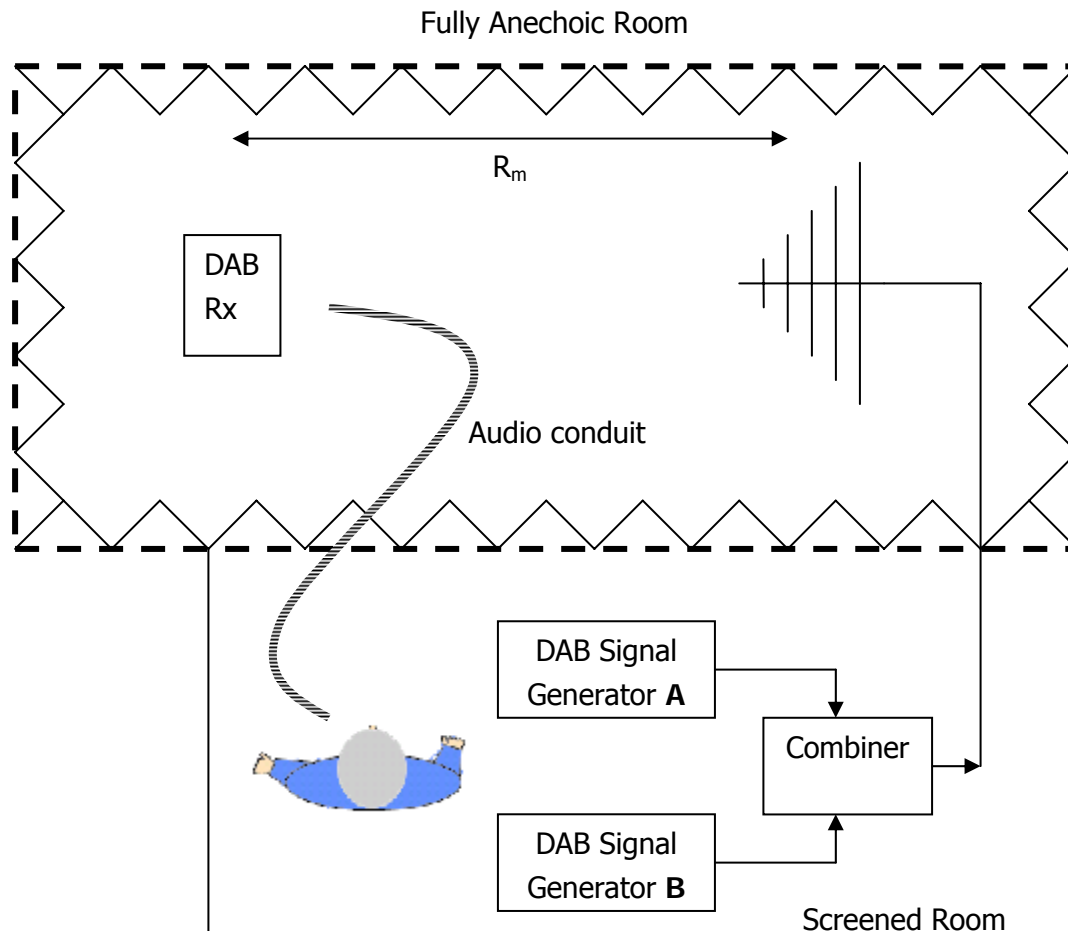 Fully Anechoic Room
Rm
DAB
Rx
Audio conduit
DAB Signal
Generator A
Combiner
DAB Signal
Generator B
Screened Room